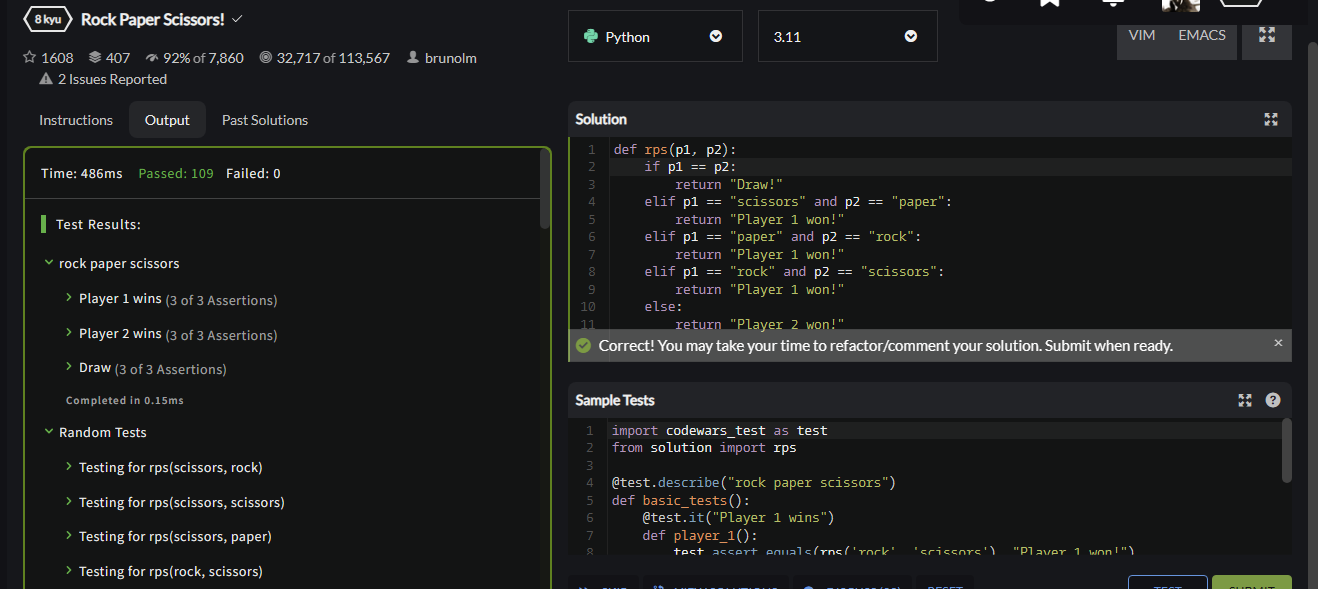 8 kyu Rock Paper Scissors!
1608 407 92% of 7,860 32,717 of 113,567 brunolm
2 Issues Reported
Instructions Output Past Solutions
Time: 486ms Passed: 109 Failed: 0
Test Results:
rock paper scissors
Player 1 wins (3 of 3 Assertions)
Player 2 wins (3 of 3 Assertions)
Draw (3 of 3 Assertions)
Completed in 0.15ms
Random Tests
Testing for rps(scissors, rock)
Testing for rps(scissors, scissors)
Testing for rps(scissors, paper)
Testing for rps(rock, scissors)
Python 3.11 VIM EMACS
Solution
1 def rps(p1, p2):
2 if p1 == p2:
3 return "Draw!"
4 elif p1 == "scissors" and p2 == "paper":
5 return "Player 1 won!"
6 elif p1 == "paper" and p2 == "rock":
7 return "Player 1 won!"
8 elif p1 == "rock" and p2 == "scissors":
9 return "Player 1 won!"
10 else:
11 return "Player 2 won!"
Correct! You may take your time to refactor/comment your solution. Submit when ready.
Sample Tests
1 import codewars_test as test
2 from solution import rps
3
4 @test.describe("rock paper scissors")
5 def basic_tests():
6 @test.it("Player 1 wins")
7 def player_1():
8 test.assert_equals(rps('rock', 'scissors'), "Player 1 won!")
RESET TEST SUBMIT